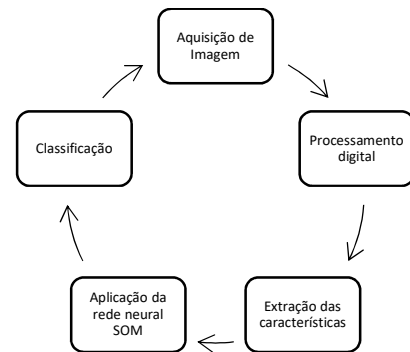 Aquisição de
Imagem
Processamento
digital
Extração das
características
Aplicação da
rede neural
SOM
Classificação